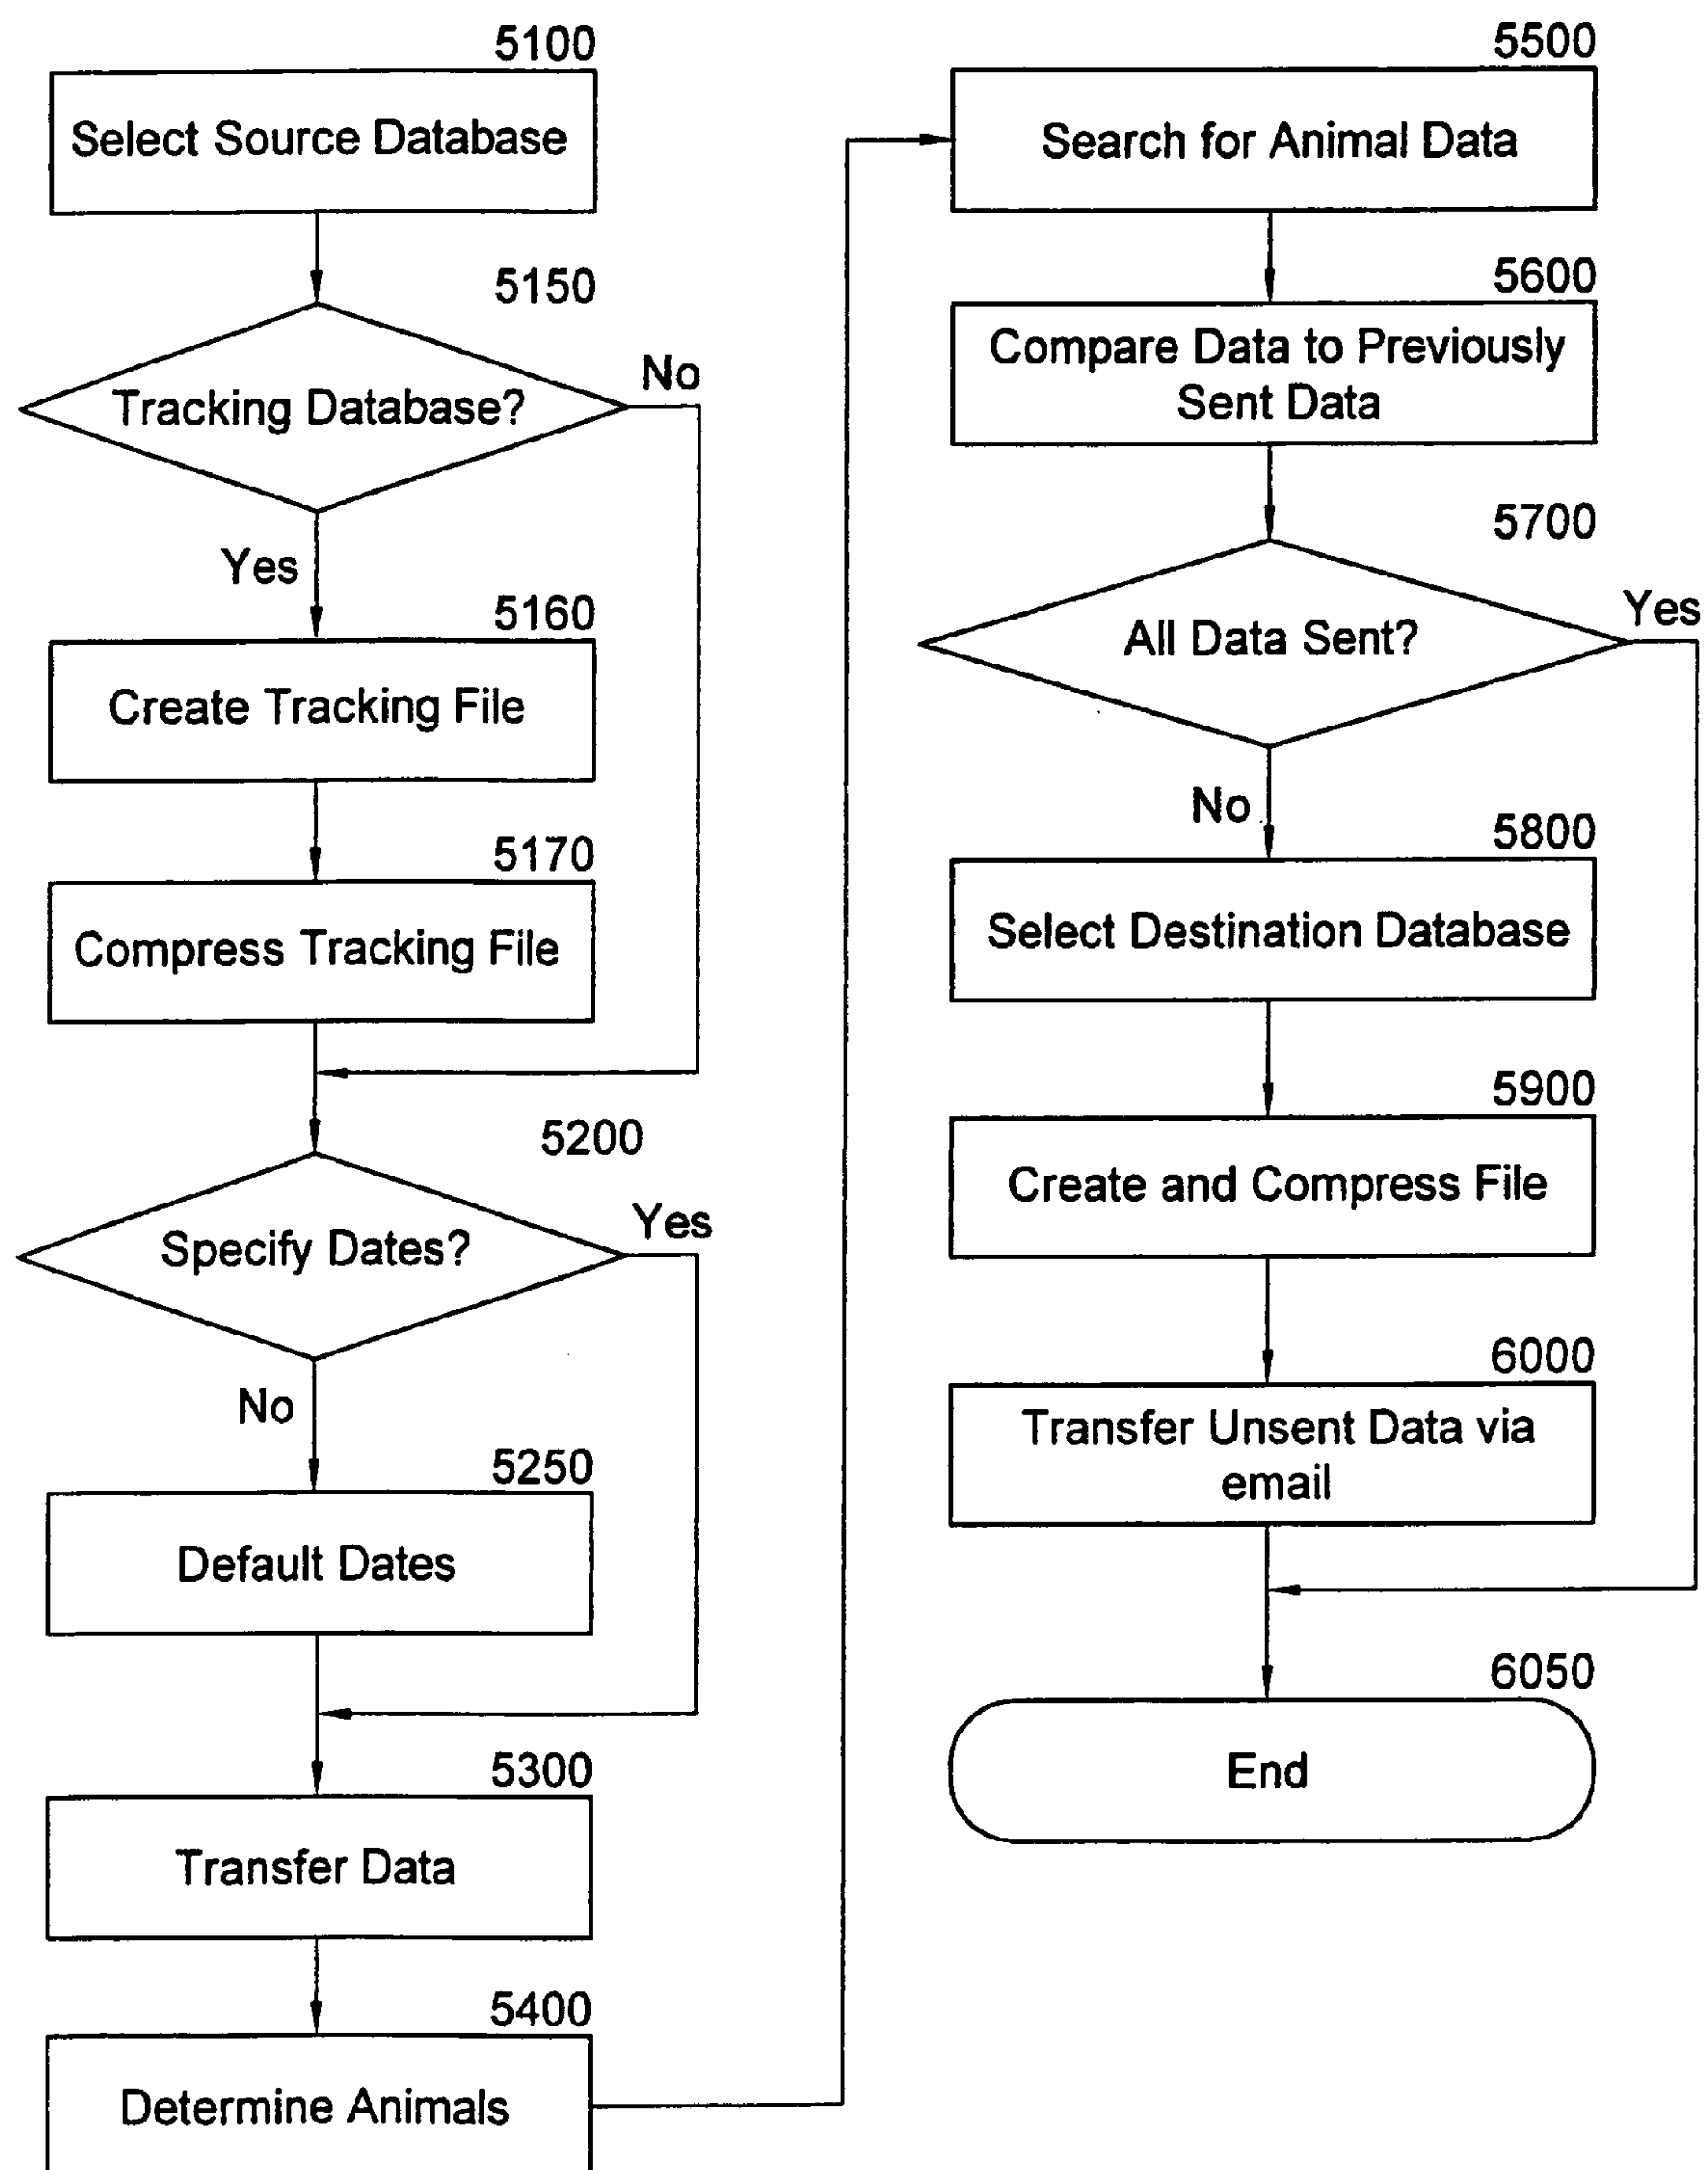 5100
Select Source Database
5150
Tracking Database?
No
Yes
5160
Create Tracking File
5170
Compress Tracking File
5200
Specify Dates?
Yes
No
5250
Default Dates
5300
Transfer Data
5400
Determine Animals
5500
Search for Animal Data
5600
Compare Data to Previously
Sent Data
5700
All Data Sent?
Yes
No
5800
Select Destination Database
5900
Create and Compress File
6000
Transfer Unsent Data via
email
6050
End